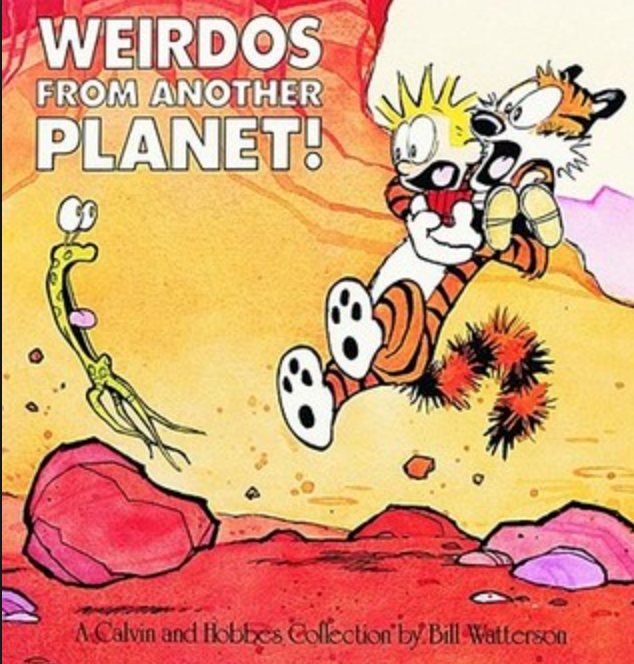 WEIRDOS
FROM ANOTHER
PLANET!
A Calvin and Hobbes Collection by Bill Watterson